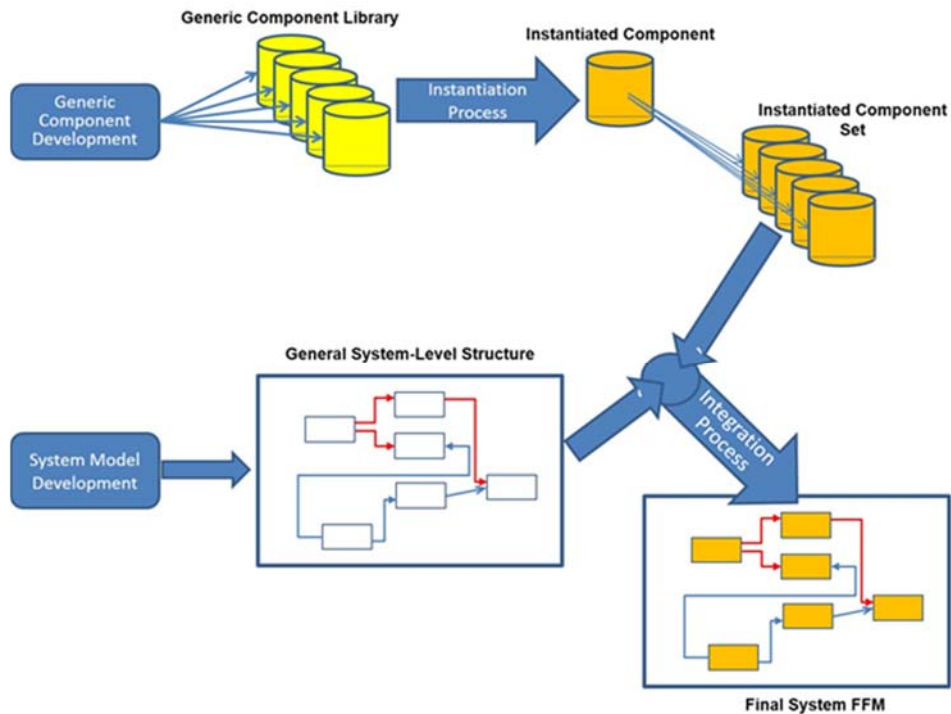 Generic Component Library
Instantiated Component
Generic
Component
Development
Instantiation
Process
Instantiated Component
Set
General System-Level Structure
System Model
Development
Integration
Process
Final System FFM